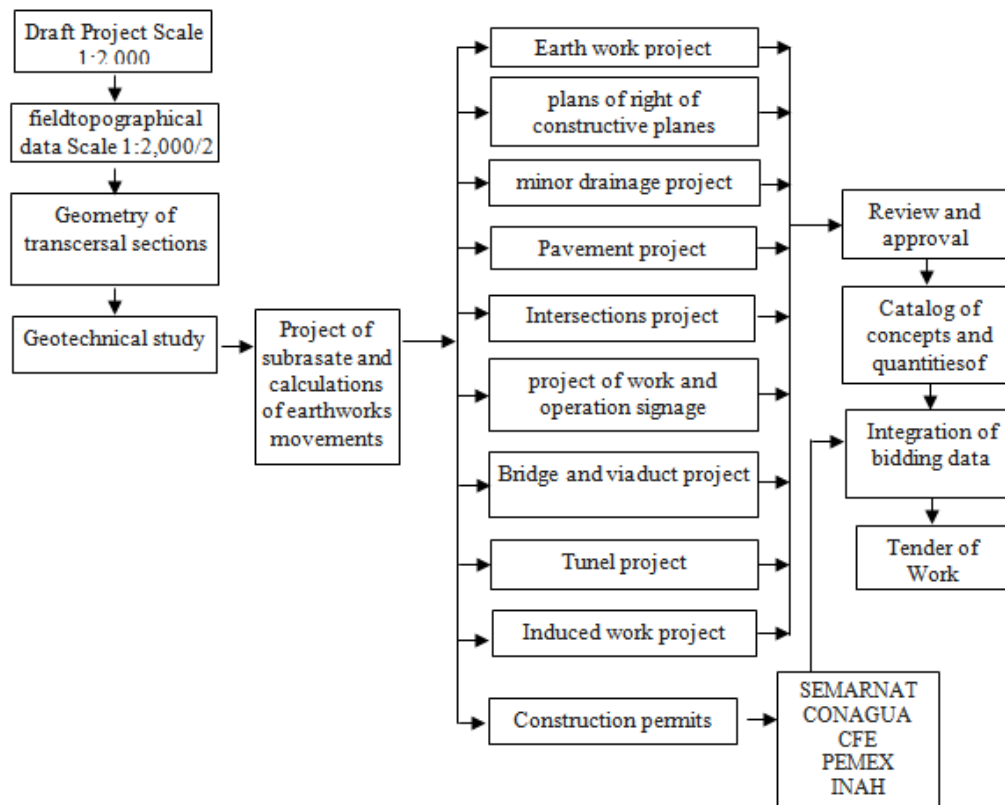 Draft Project Scale
1:2,000
fieldtopographical
data Scale 1:2,000/2
Geometry of
transcersal sections
Geotechnical study
Project of
subrasate and
calculations
of earthworks
movements
Earth work project
plans of right of
constructive planes
minor drainage project
Pavement project
Intersections project
project of work and
operation signage
Bridge and viaduct project
Tunel project
Induced work project
Construction permits
SEMARNAT
CONAGUA
CFE
PEMEX
INAH
Review and
approval
Catalog of
concepts and
quantitiesof
Integration of
bidding data
Tender of
Work